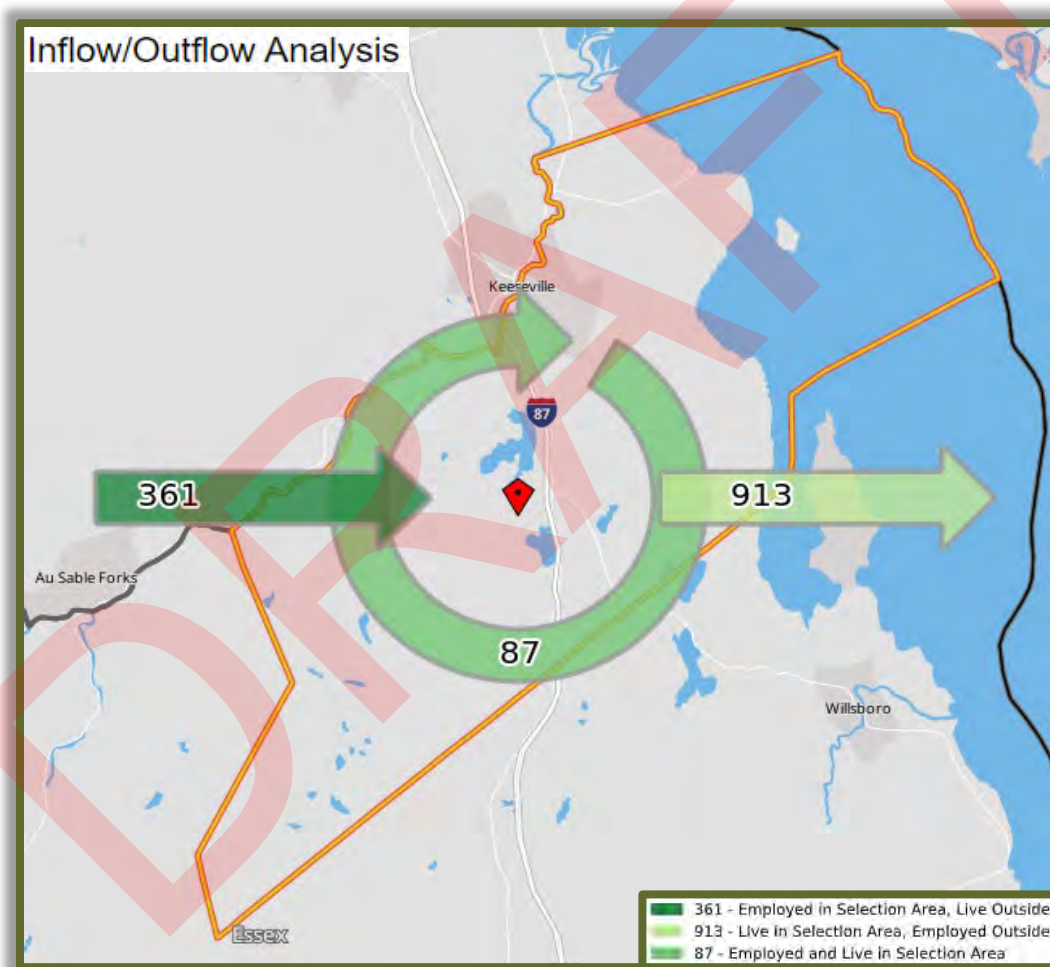 Inflow/Outflow Analysis
Keeseville
87
361
913
Au Sable Forks
87
Willsboro
Essex
361 - Employed in Selection Area, Live Outside
913 - Live in Selection Area, Employed Outside
87 - Employed and Live in Selection Area
DRAFT